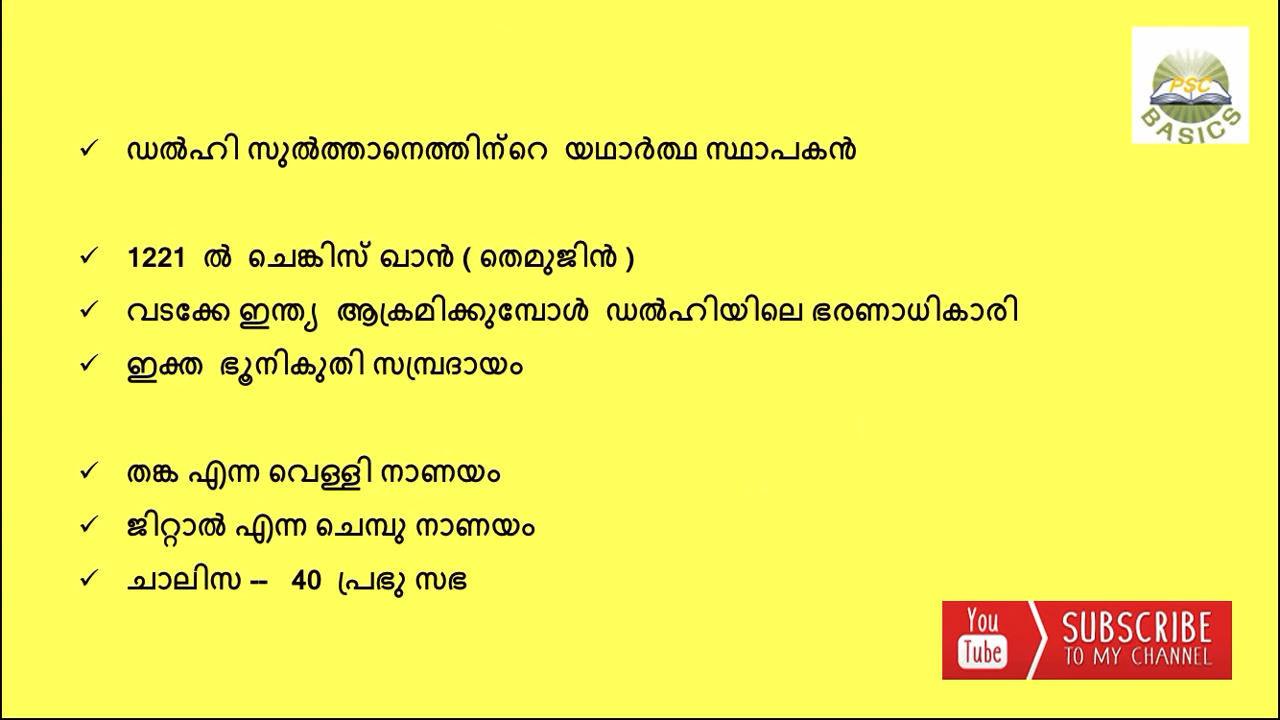 PSC
BASICS
✓ ഡൽഹി സുൽത്താനെത്തിന്റെ യഥാർത്ഥ സ്ഥാപകൻ
✓ 1221 ൽ ചെങ്കിസ് ഖാൻ ( തെമുജിൻ )
✓ വടക്കേ ഇന്ത്യ ആക്രമിക്കുമ്പോൾ ഡൽഹിയിലെ ഭരണാധികാരി
✓ ഇക്ത ഭൂനികുതി സമ്പ്രദായം
✓ തങ്ക എന്ന വെള്ളി നാണയം
✓ ജിറ്റാൽ എന്ന ചെമ്പു നാണയം
✓ ചാലിസ -- 40 പ്രഭു സഭ
You Tube SUBSCRIBE
TO MY CHANNEL